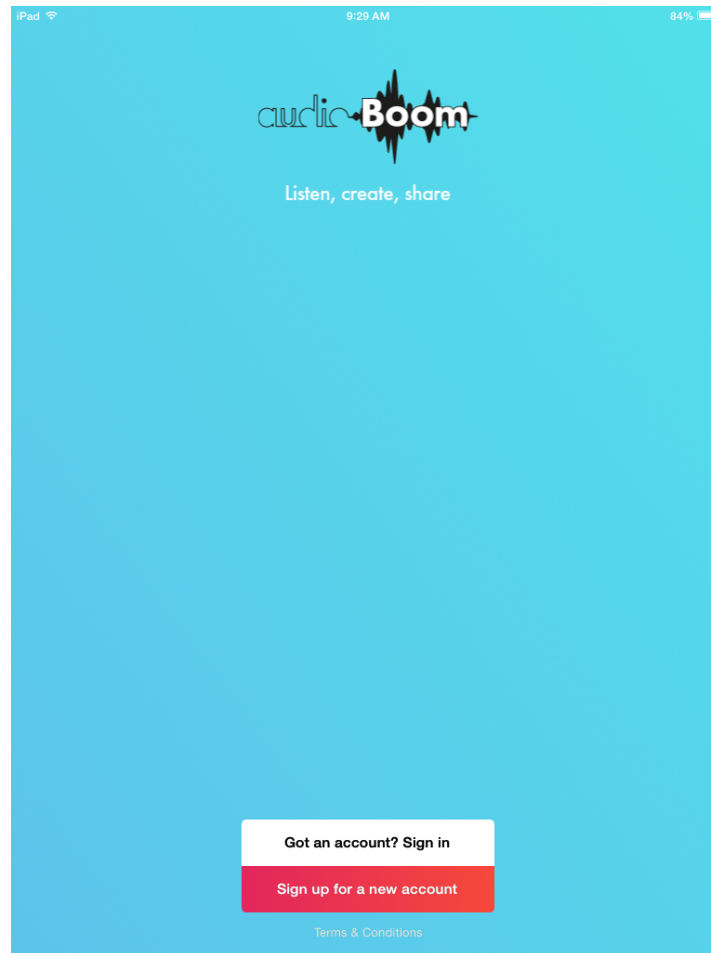 iPad 9:29 AM 84%
audioBoom
Listen, create, share
Got an account? Sign in
Sign up for a new account
Terms & Conditions